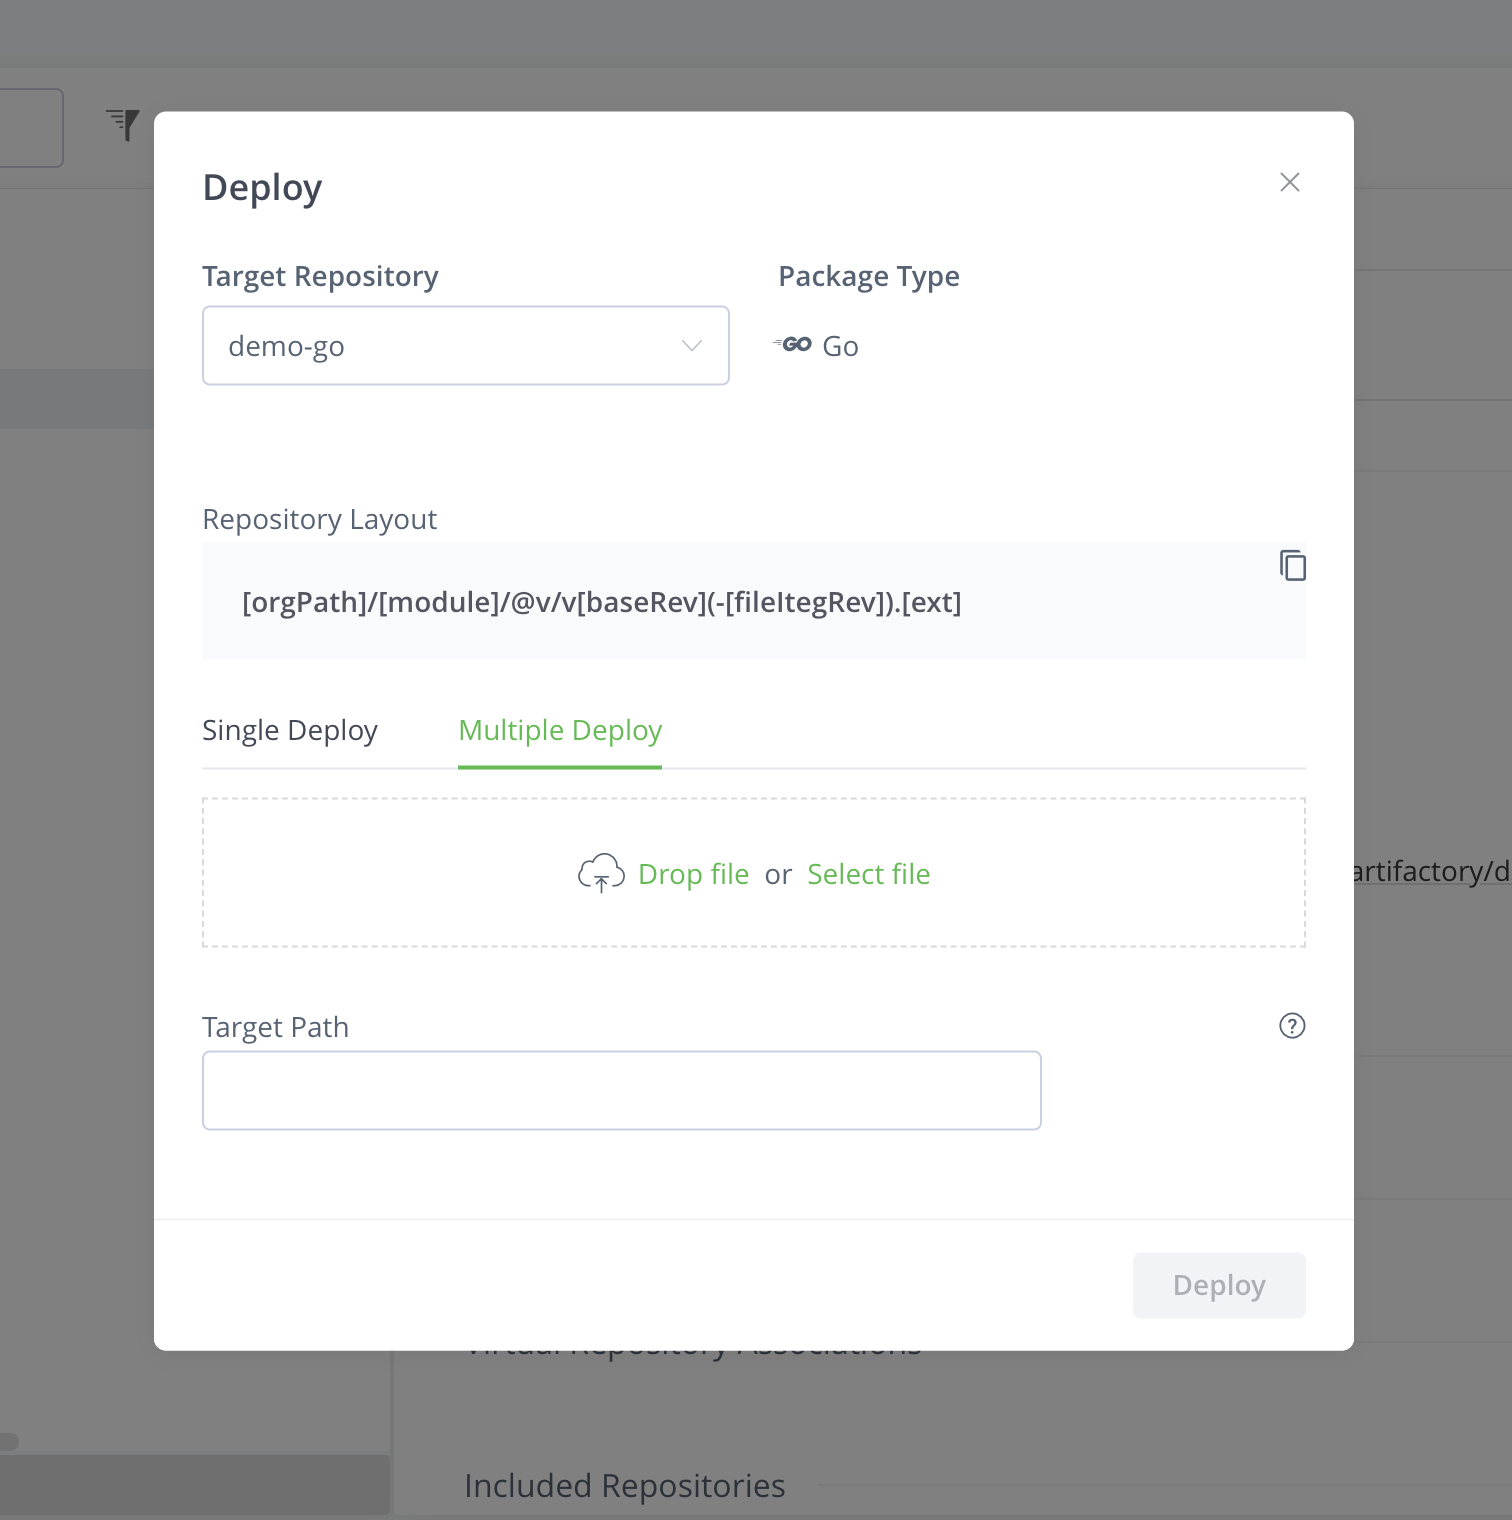 Deploy
Target Repository
Package Type
demo-go
GO Go
Repository Layout
[orgPath]/[module]/@v/v[baseRev](-[fileItegRev]).[ext]
Single Deploy
Multiple Deploy
Drop file or Select file
artifactory/d
Target Path
?
Deploy
Virtual Repository Associations
Included Repositories